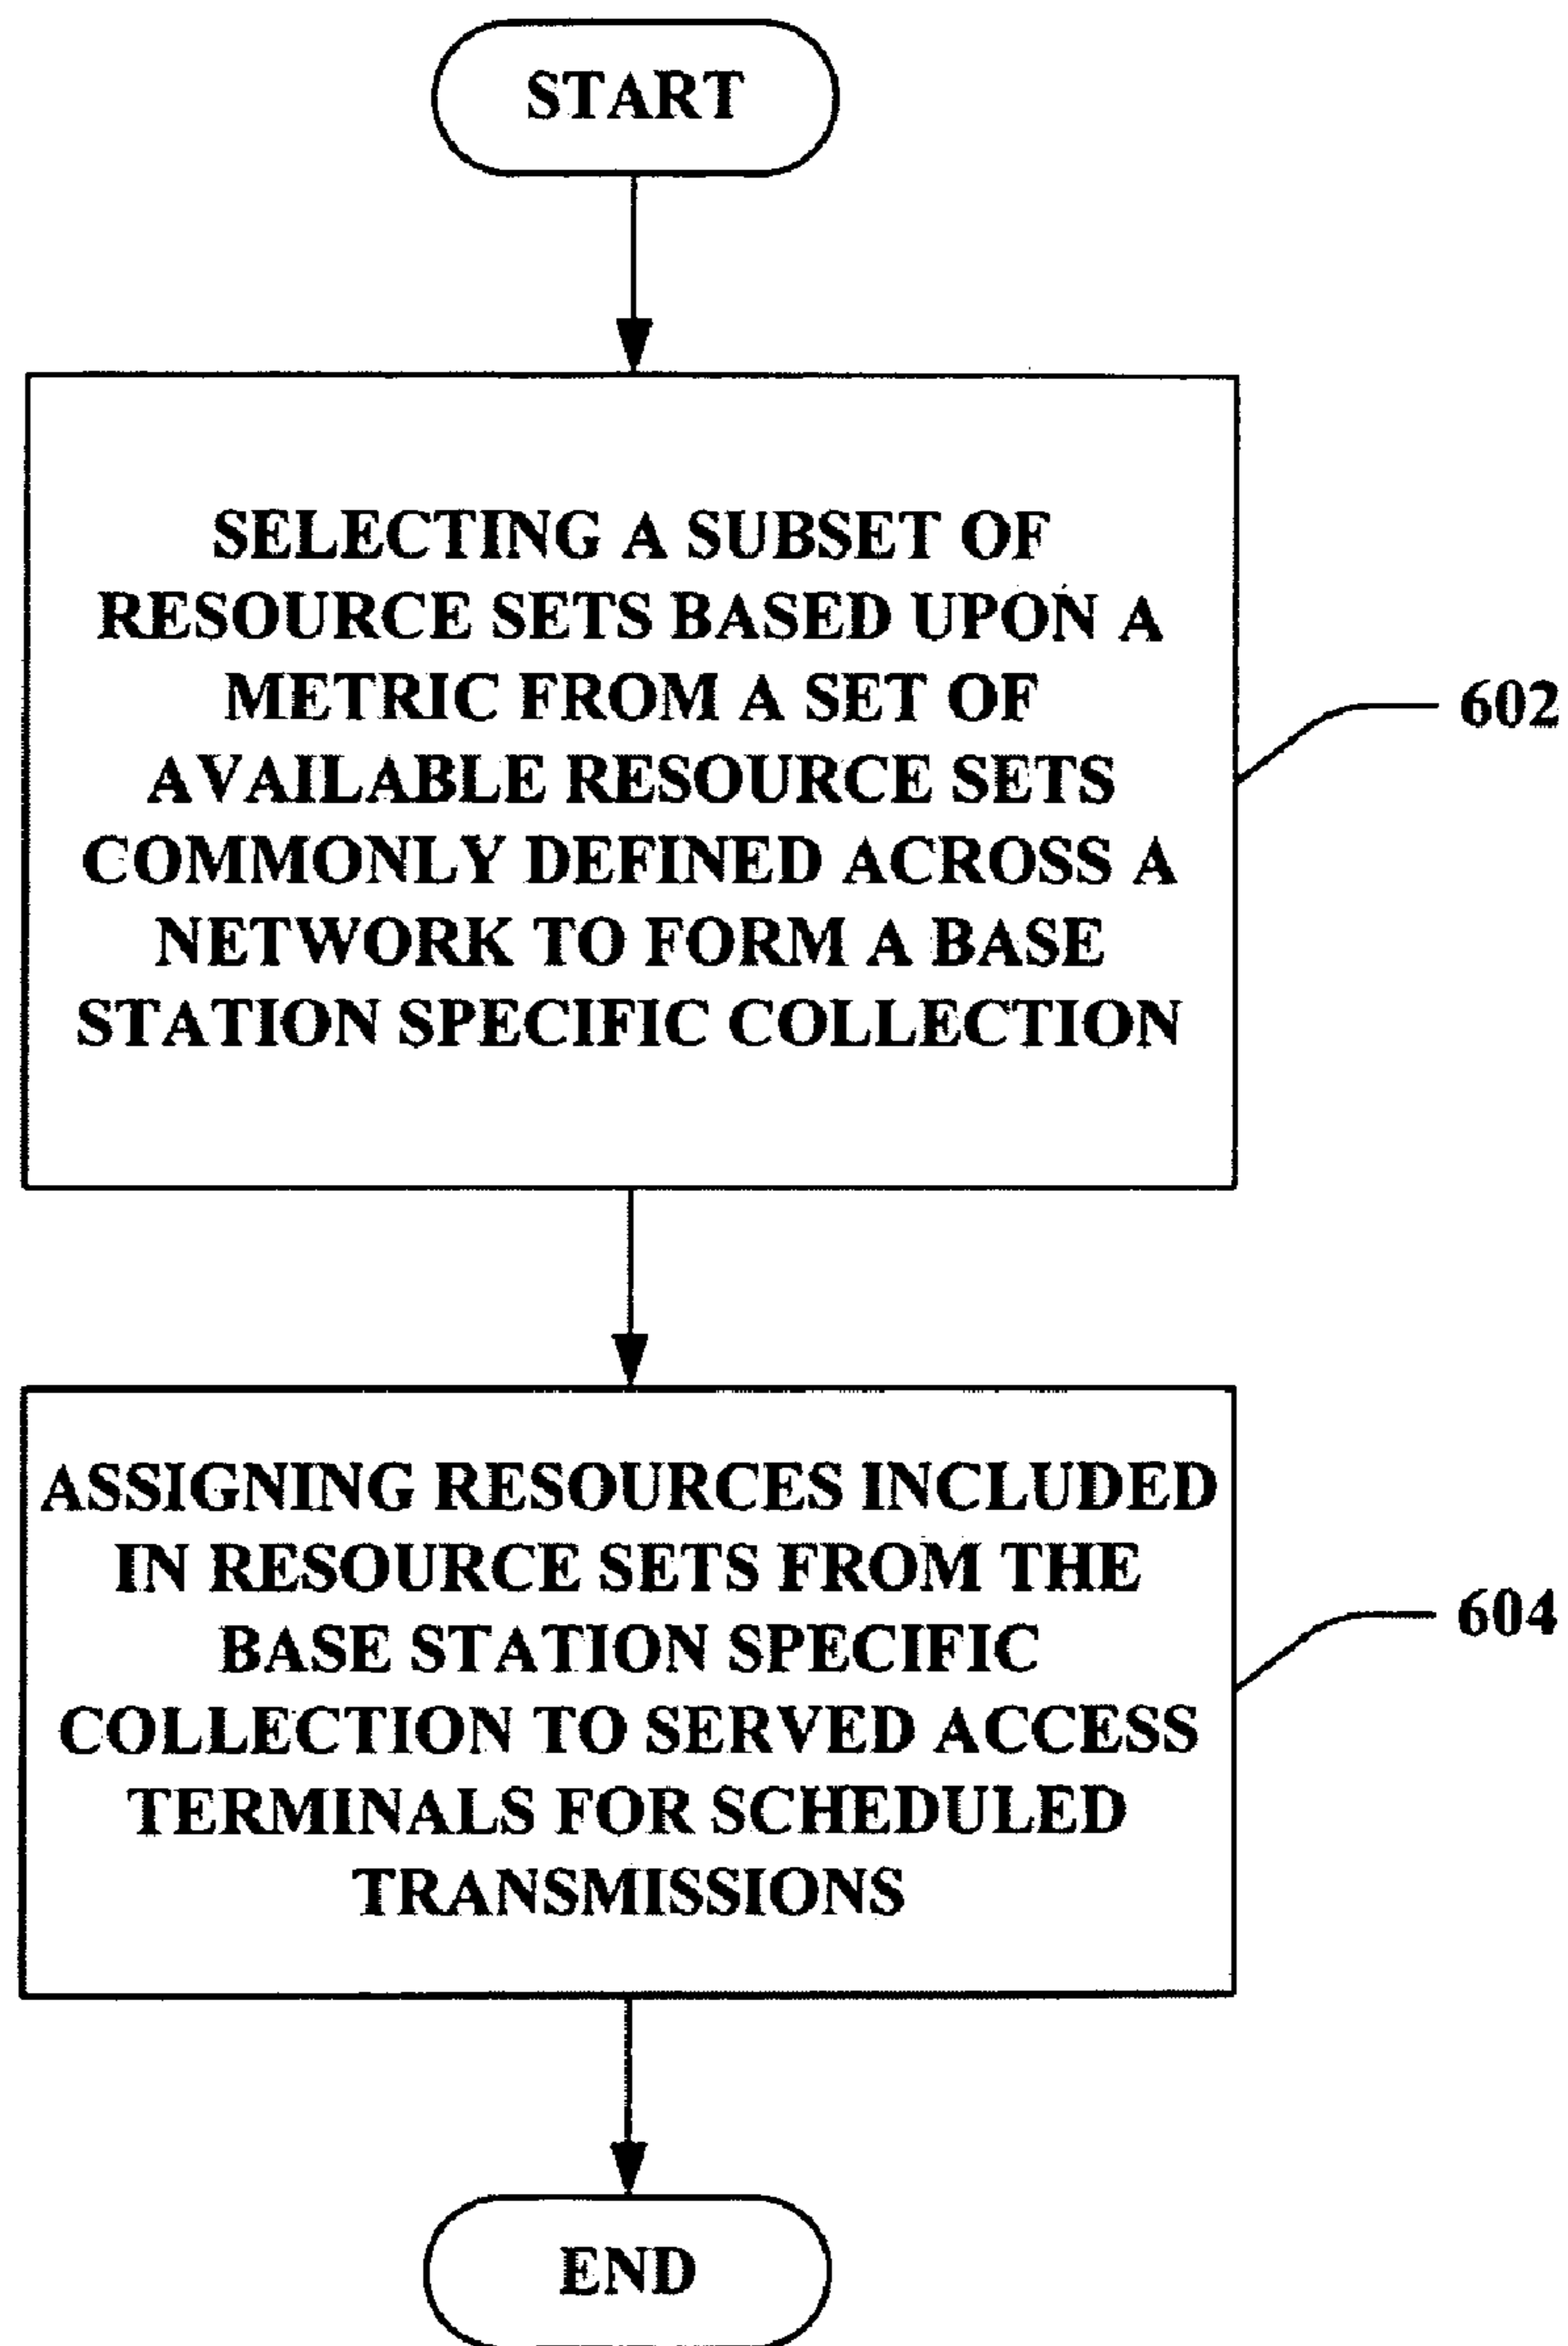 START
SELECTING A SUBSET OF
RESOURCE SETS BASED UPON A
METRIC FROM A SET OF
AVAILABLE RESOURCE SETS
COMMONLY DEFINED ACROSS A
NETWORK TO FORM A BASE
STATION SPECIFIC COLLECTION
602
ASSIGNING RESOURCES INCLUDED
IN RESOURCE SETS FROM THE
BASE STATION SPECIFIC
COLLECTION TO SERVED ACCESS
TERMINALS FOR SCHEDULED
TRANSMISSIONS
604
END